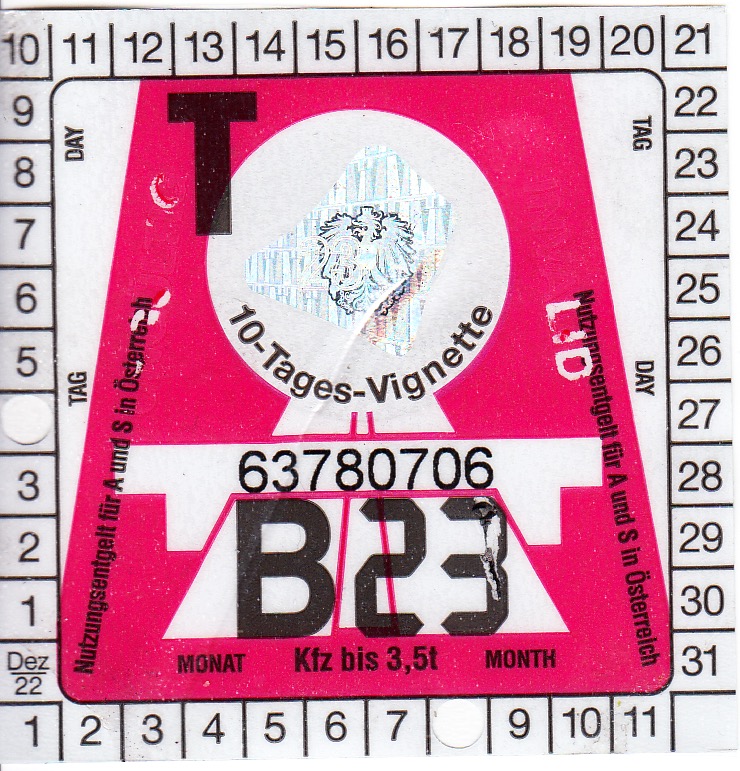 10 11 12 13 14 15 16 17 18 19 20 21
9
8
7
6
5
3
2
1
Dez
22
22
23
24
25
26
27
28
29
30
31
1 2 3 4 5 6 7 9 10 11
DAY
TAG
T
TAG
DAY
10-Tages-Vignette
Nutzungsentgelt für A und S in Österreich
Nutzungsentgelt für A und S in Österreich
63780706
B23
MONAT Kfz bis 3,5t MONTH